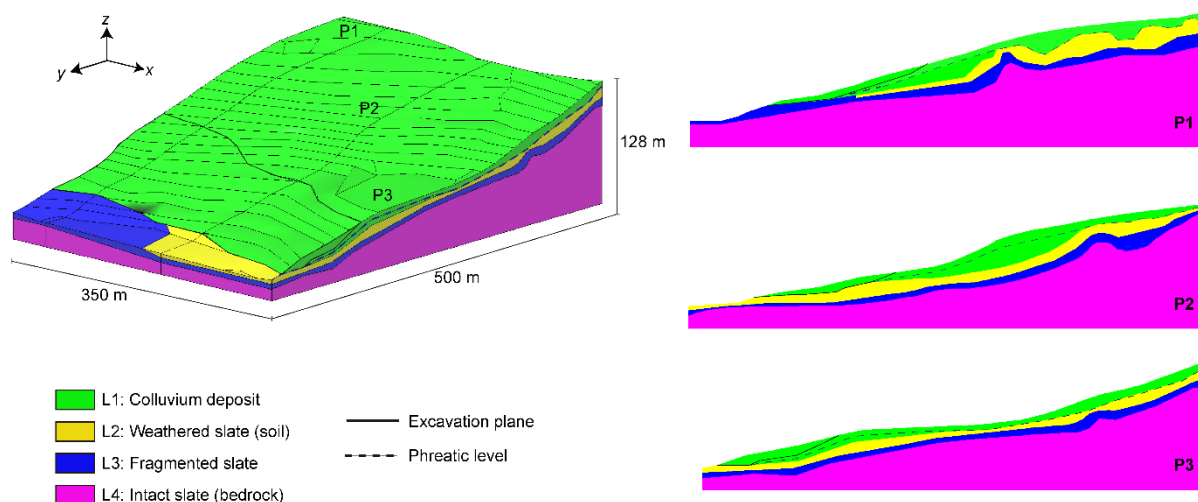 z
y
x
P1
P2
P3
128 m
500 m
350 m
L1: Colluvium deposit
L2: Weathered slate (soil)
L3: Fragmented slate
L4: Intact slate (bedrock)
Excavation plane
Phreatic level
P1
P2
P3